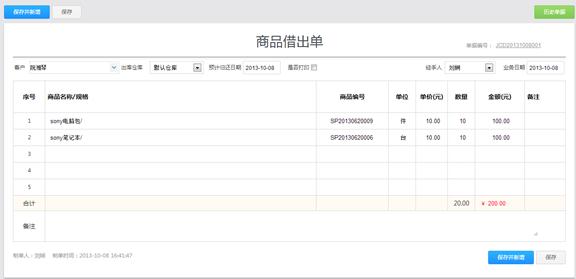 保存并新增 保存 历史单据
商品借出单
单据编号： JCD20131008001
客户 出库仓库 默认仓库 预计归还日期 2013-10-08 是否打印 经手人 业务日期 2013-10-08
序号 商品名称/规格 商品编号 单位 单价(元) 数量 金额(元) 备注
1 sony电脑包/ SP20130620009 件 10.00 10 100.00
2 sony笔记本/ SP20130620006 台 10.00 10 100.00
3
4
5
合计 20.00 ¥ 200.00
备注
制单人：刘 制单时间：2013-10-08 16:41:47 保存并新增 保存